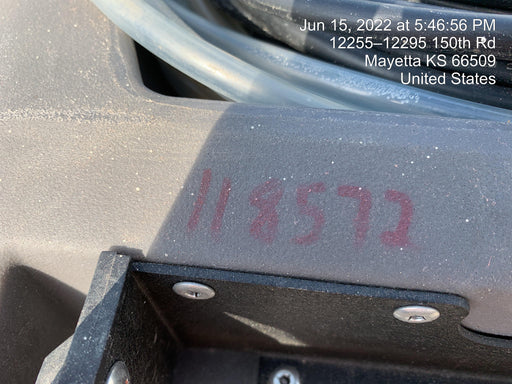 Jun 15, 2022 at 5:46:56 PM
12255–12295 150th Rd
Mayetta KS 66509
United States
118572